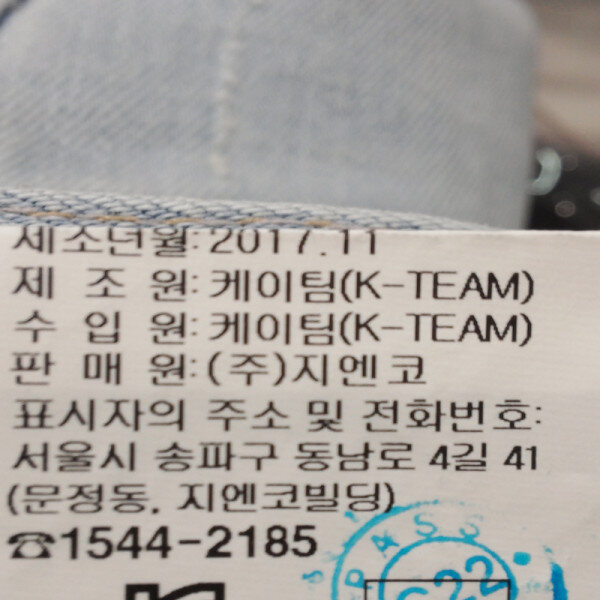 제조년월: 2017.11
제 조 원: 케이팀(K-TEAM)
수 입 원: 케이팀(K-TEAM)
판 매 원: (주)지엔코
표시자의 주소 및 전화번호:
서울시 송파구 동남로 4길 41
(문정동, 지엔코빌딩)
☎1544-2185
PASS
G22